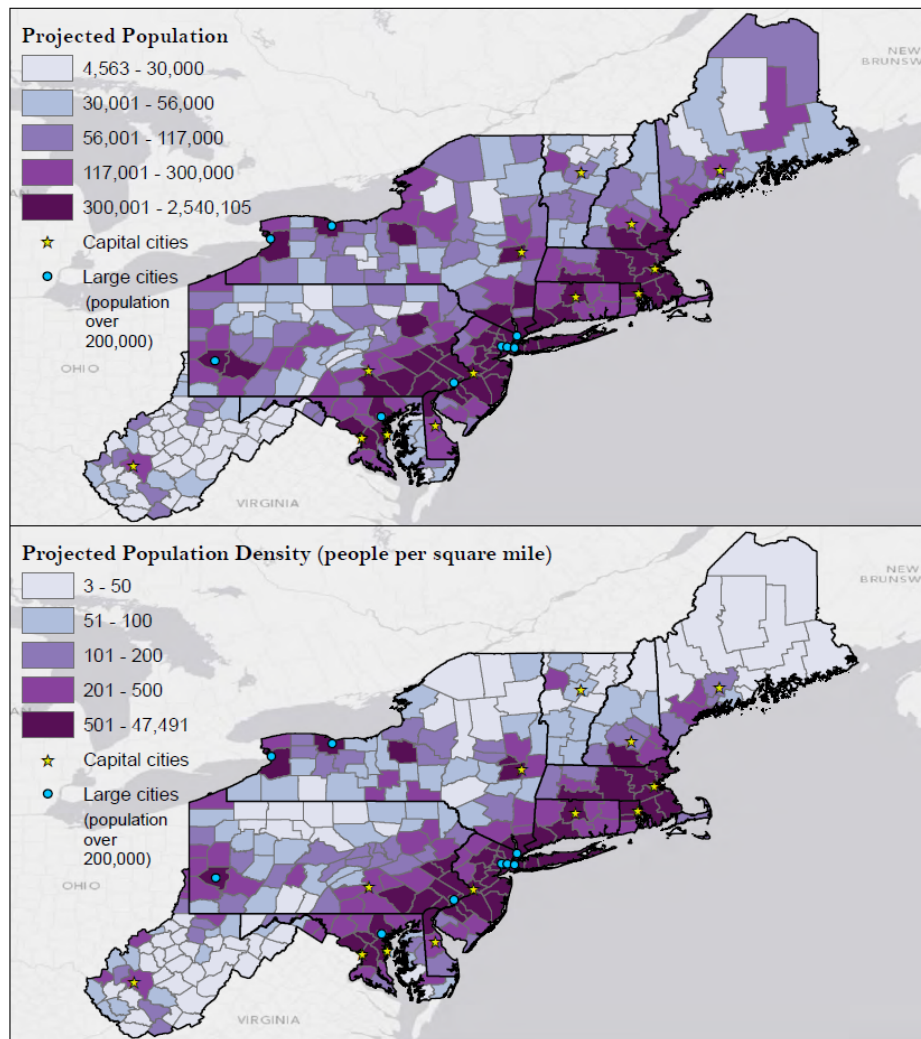 Projected Population
4,563 - 30,000
30,001 - 56,000
56,001 - 117,000
117,001 - 300,000
300,001 - 2,540,105
Capital cities
Large cities
(population
over
200,000)
NEW
BRUNSW
AN
OHIO
VIRGINIA
Projected Population Density (people per square mile)
3 - 50
51 - 100
101 - 200
201 - 500
501 - 47,491
Capital cities
Large cities
(population
over
200,000)
NEW
BRUNSW
AN
OHIO
VIRGINIA